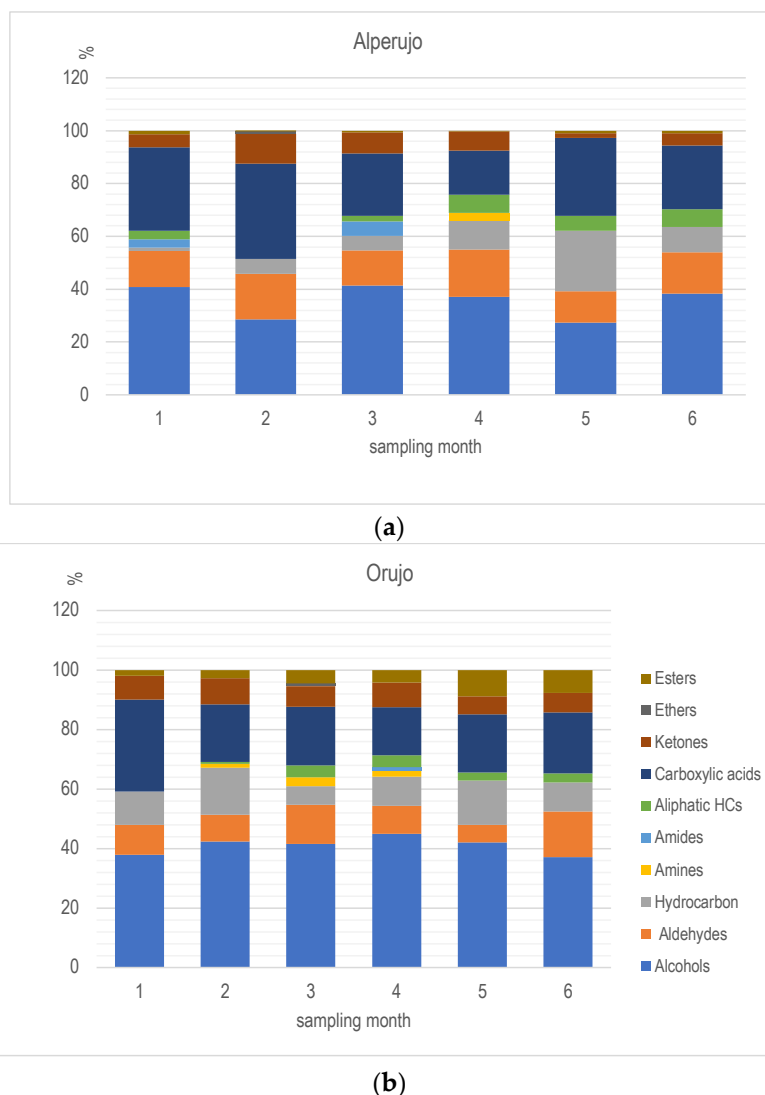 Alperujo
%
120
100
80
60
40
20
0
1 2 3 4 5 6
sampling month
(a)
Orujo
%
120
100
80
60
40
20
0
1 2 3 4 5 6
sampling month
Esters
Ethers
Ketones
Carboxylic acids
Aliphatic HCs
Amides
Amines
Hydrocarbon
Aldehydes
Alcohols
(b)